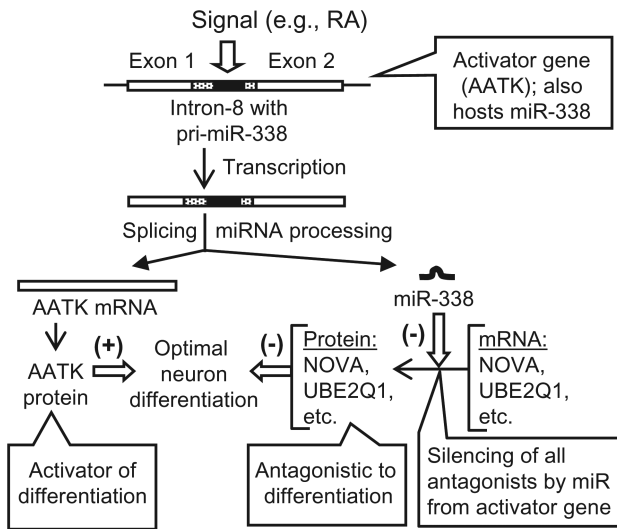 Signal (e.g., RA)
Exon 1
Exon 2
Activator gene
(AATK); also
hosts miR-338
Intron-8 with
pri-miR-338
Transcription
Splicing
miRNA processing
AATK mRNA
miR-338
(+)
(-)
(-)
AATK
protein
Optimal
neuron
differentiation
Protein:
NOVA,
UBE2Q1,
etc.
mRNA:
NOVA,
UBE2Q1,
etc.
Activator of
differentiation
Antagonistic to
differentiation
Silencing of all
antagonists by miR
from activator gene